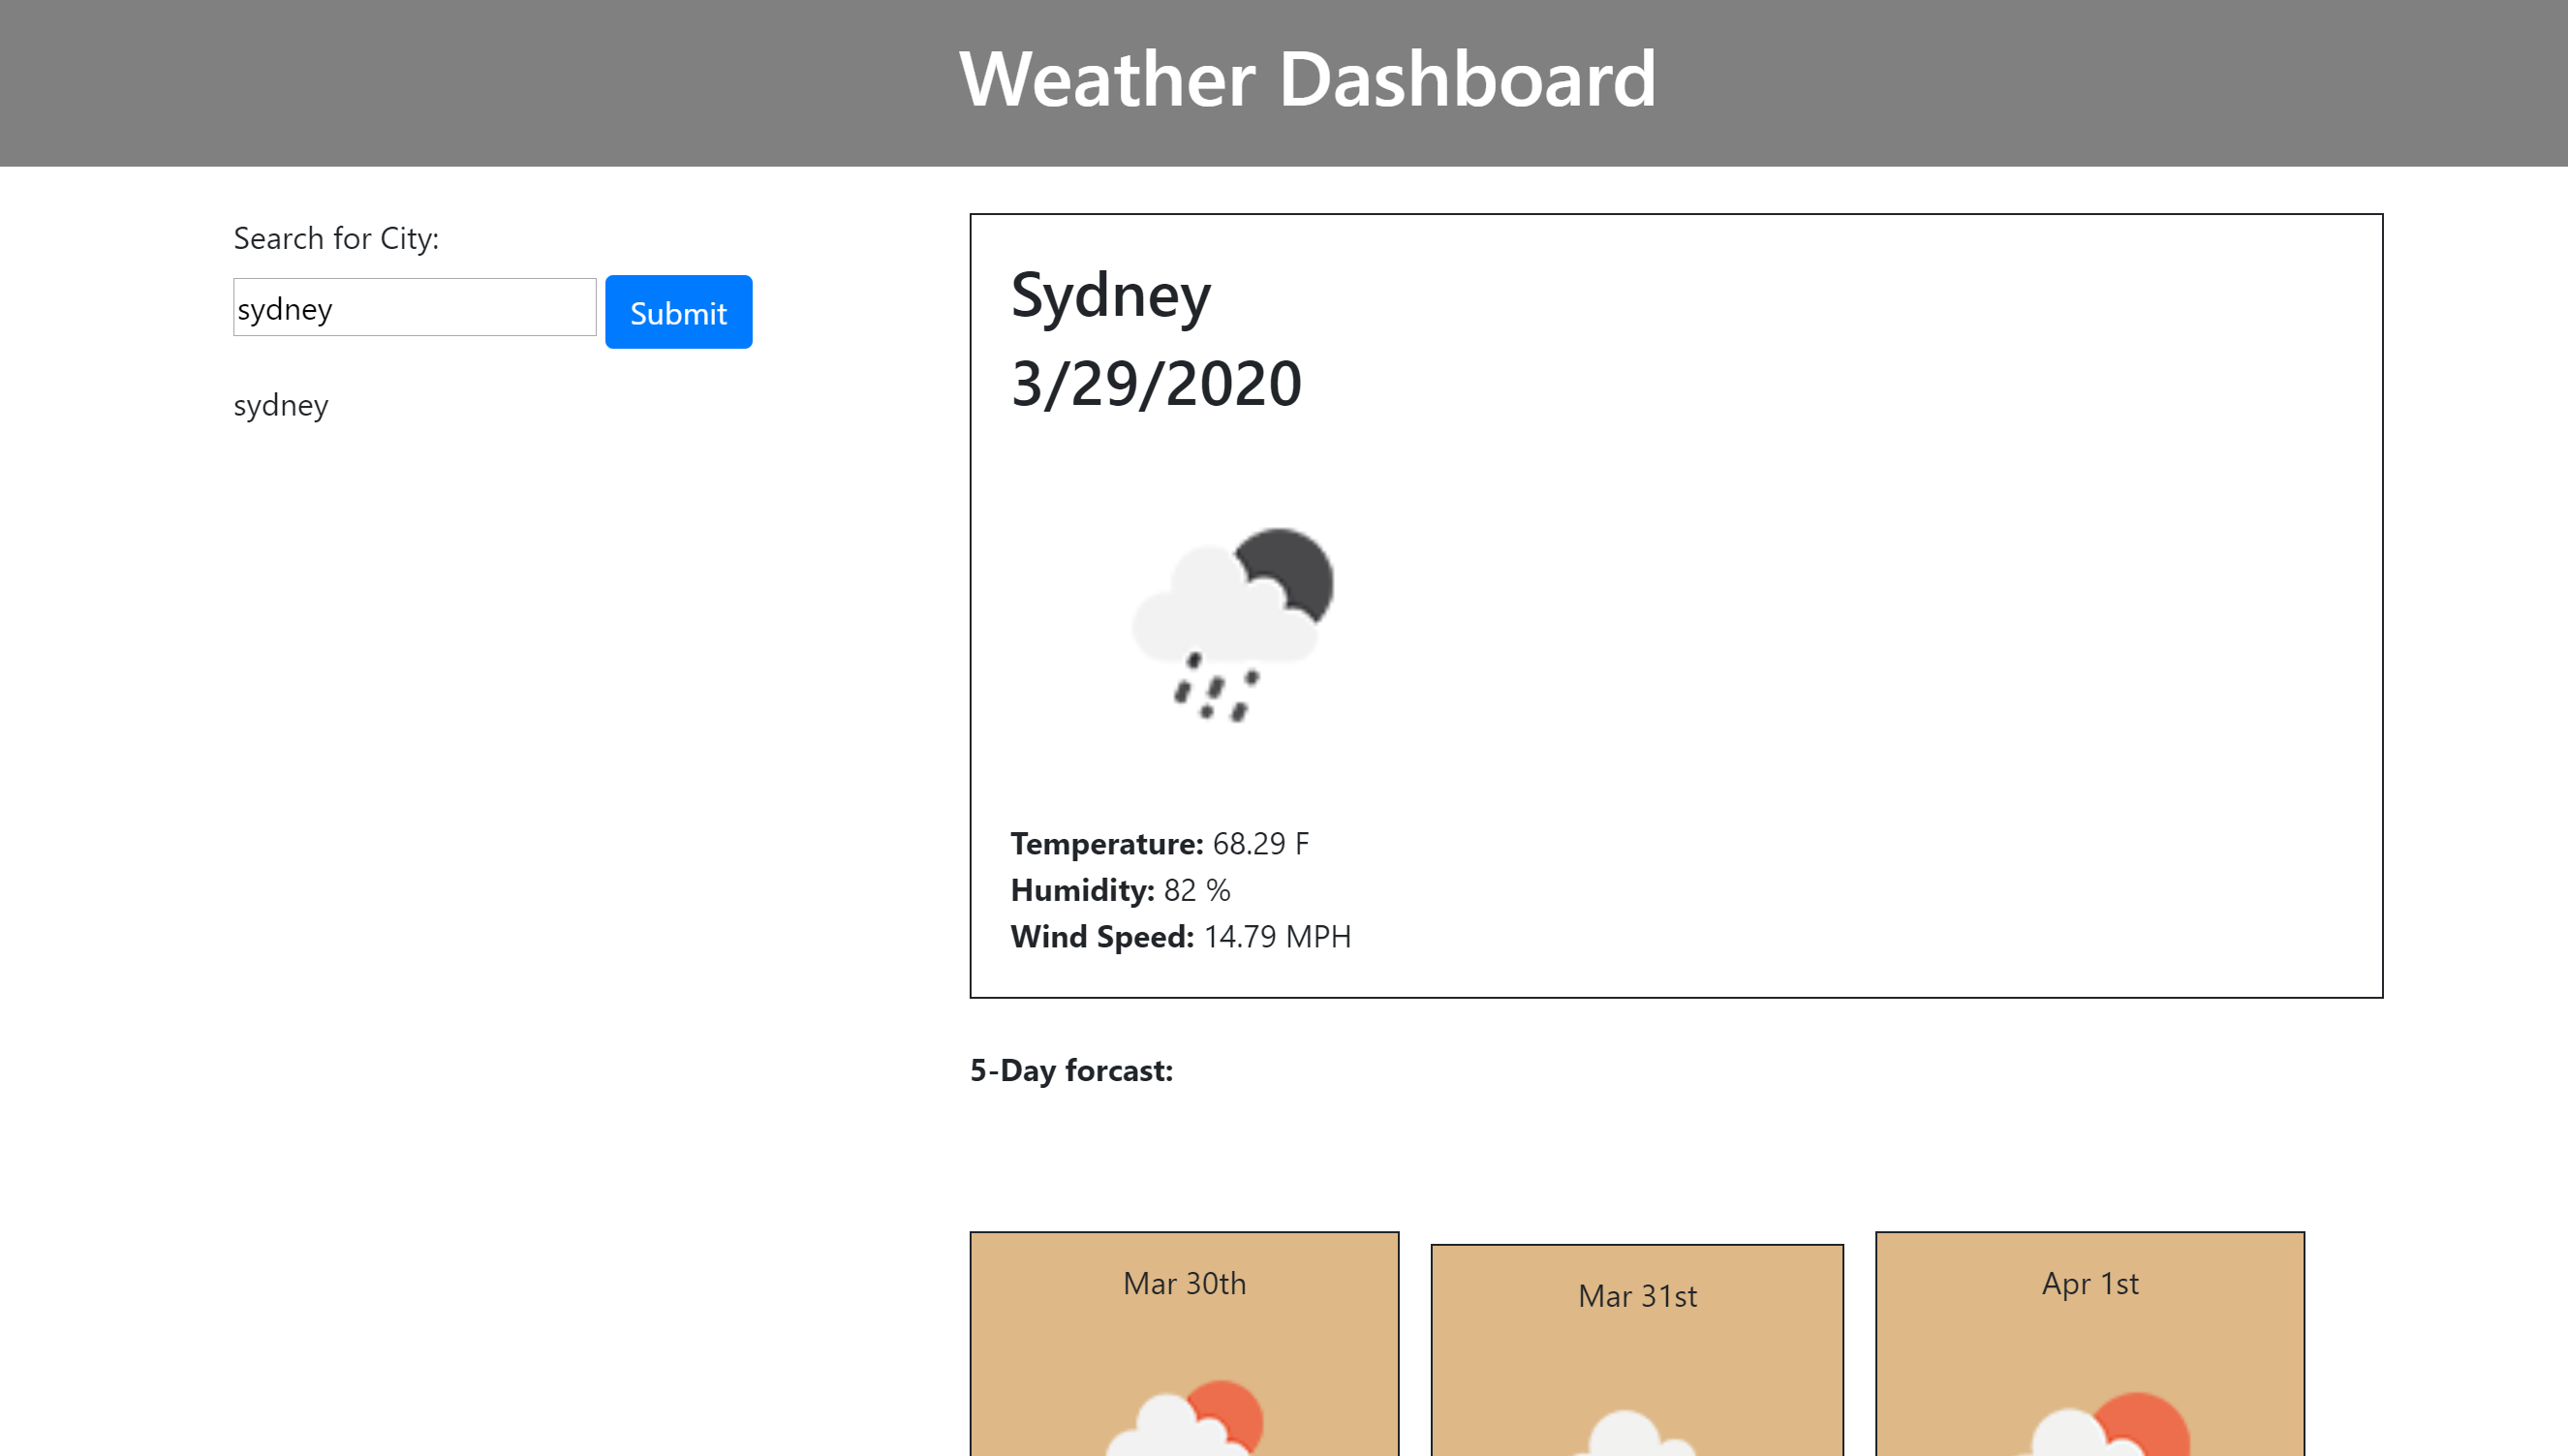 Weather Dashboard
Search for City:
sydney
Submit
sydney
Sydney
3/29/2020
Temperature: 68.29 F
Humidity: 82 %
Wind Speed: 14.79 MPH
5-Day forcast:
Mar 30th
Mar 31st
Apr 1st